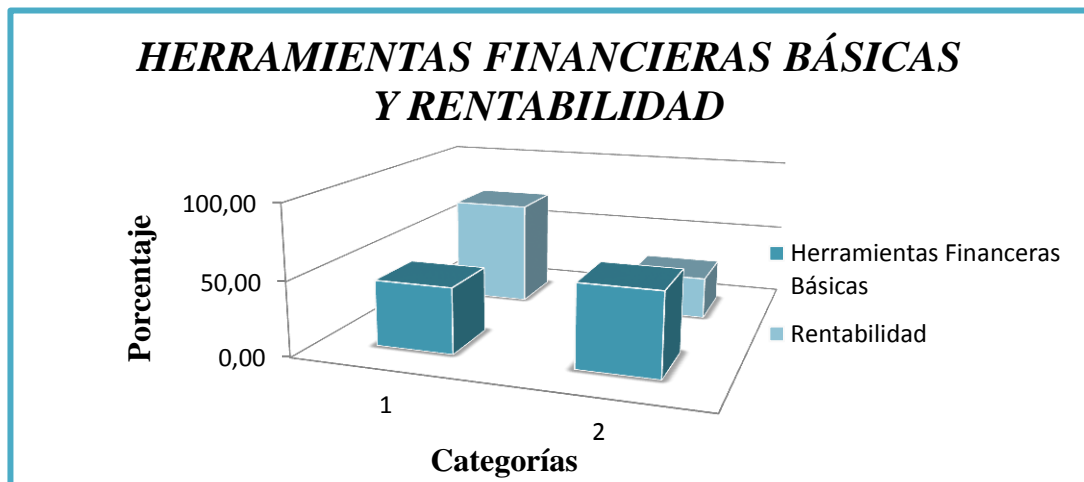 HERRAMIENTAS FINANCIERAS BÁSICAS
Y RENTABILIDAD
Porcentaje
100,00
50,00
0,00
1
2
Categorías
Herramientas Financeras
Básicas
Rentabilidad